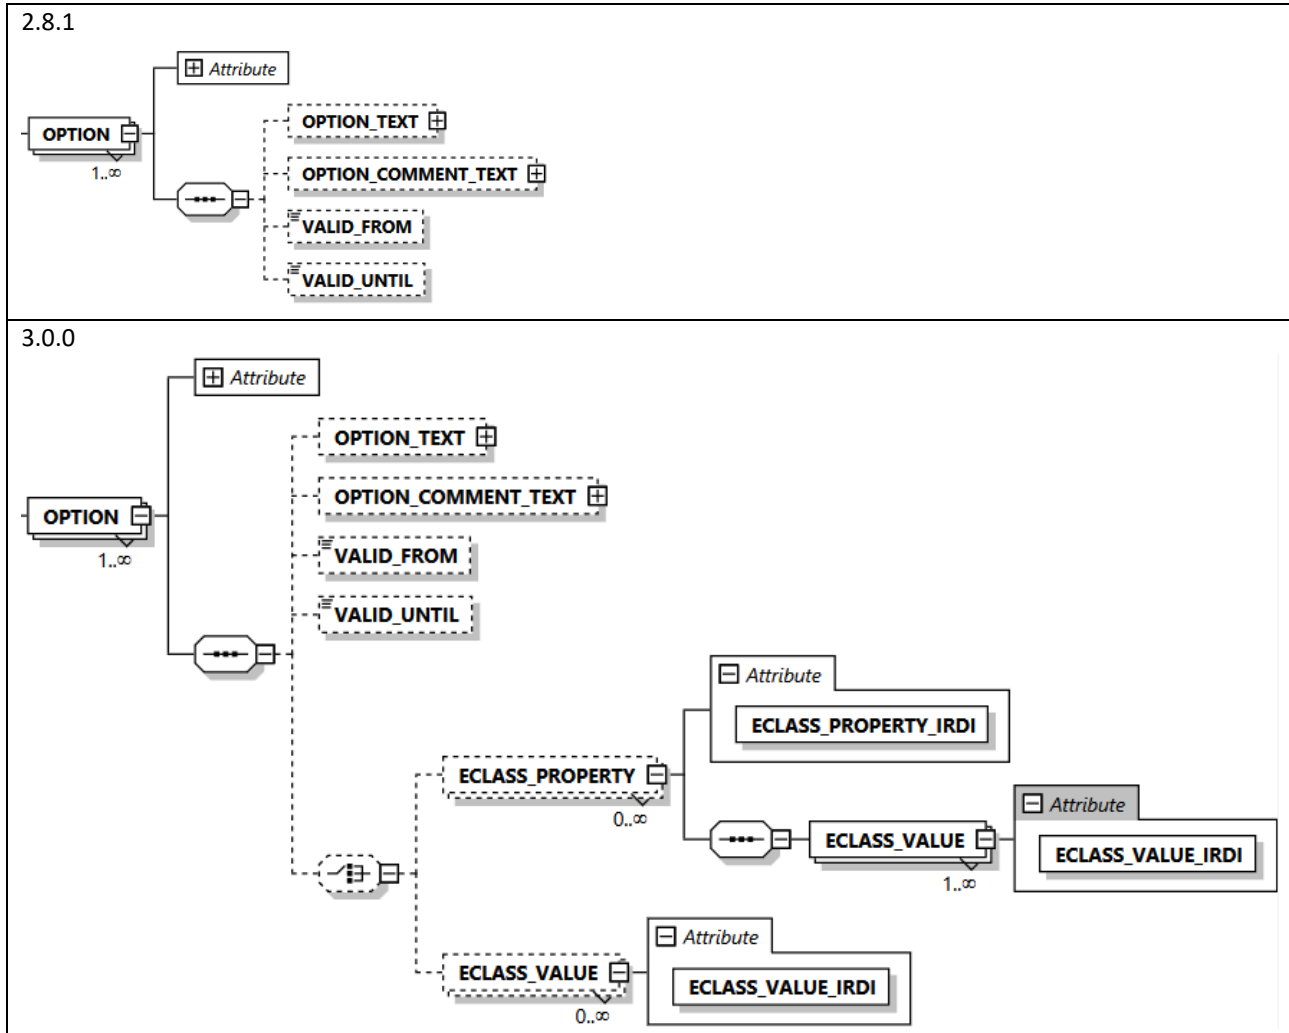 2.8.1
Attribute
OPTION
1..∞
OPTION_TEXT
OPTION_COMMENT_TEXT
VALID_FROM
VALID_UNTIL
3.0.0
Attribute
OPTION_TEXT
OPTION_COMMENT_TEXT
OPTION
1..∞
VALID_FROM
VALID_UNTIL
Attribute
ECLASS_PROPERTY_IRDI
ECLASS_PROPERTY
0..∞
Attribute
ECLASS_VALUE
1..∞
ECLASS_VALUE_IRDI
Attribute
ECLASS_VALUE
0..∞
ECLASS_VALUE_IRDI